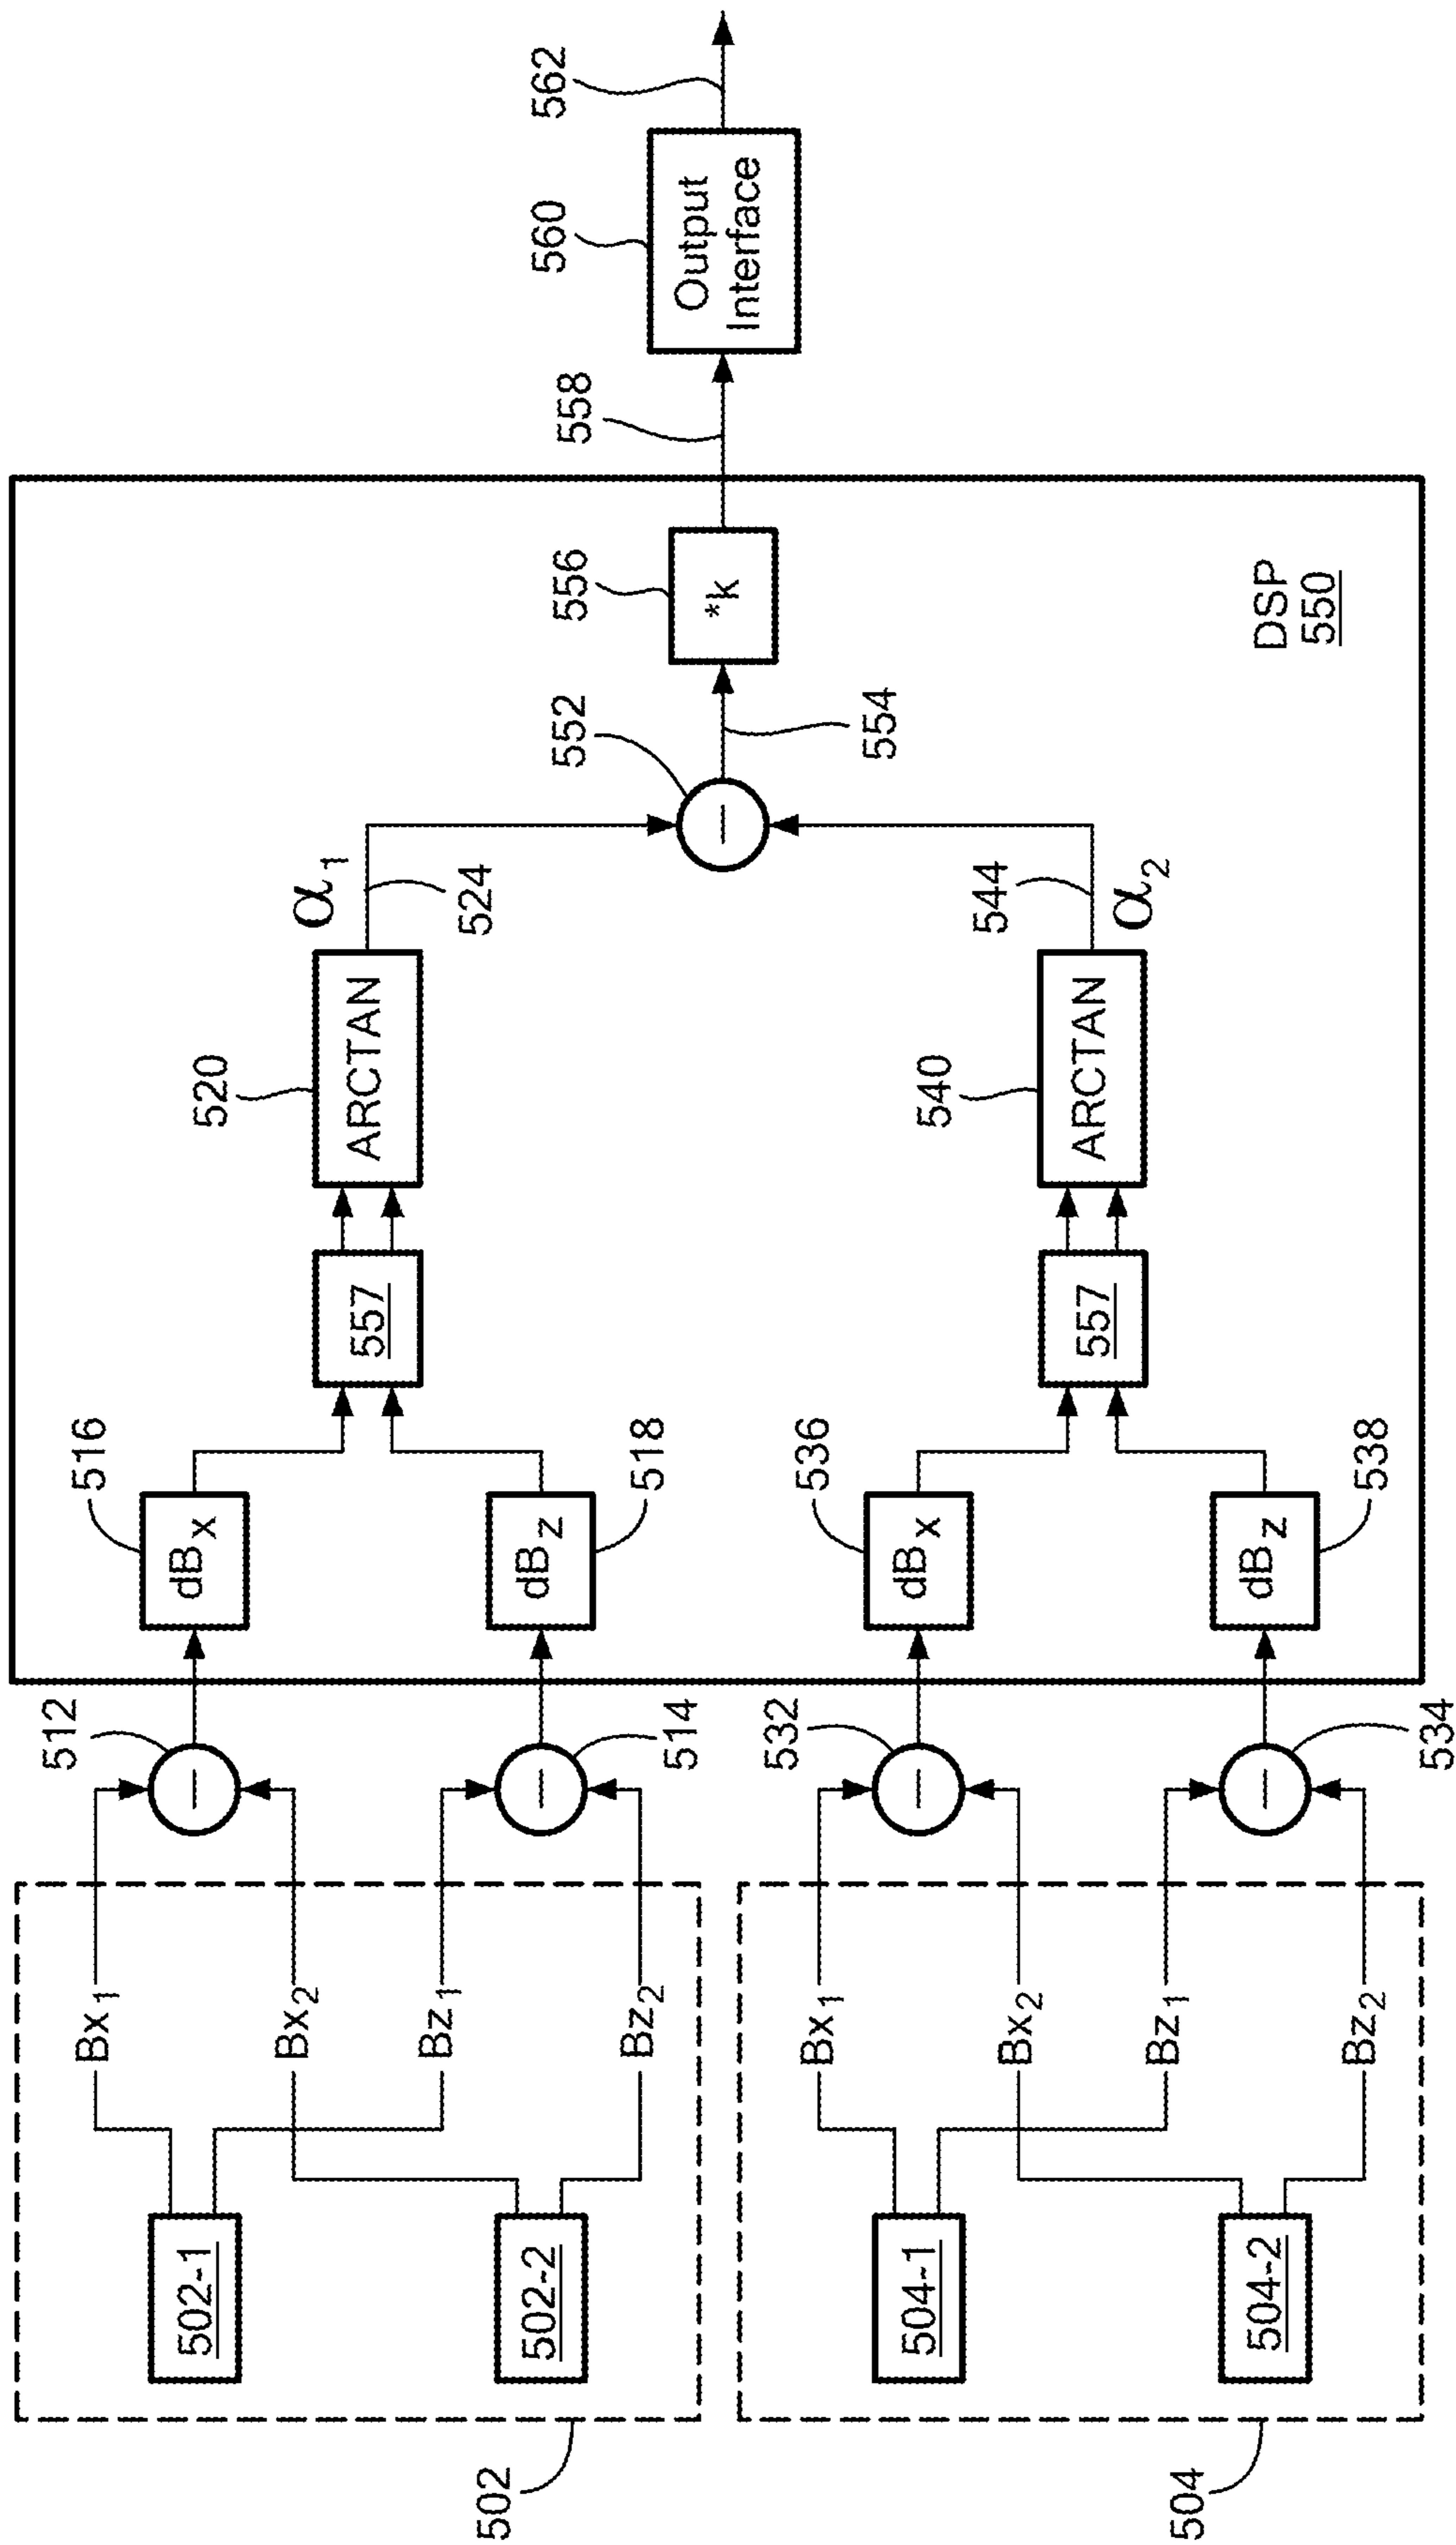 502
502-1
502-2
Bx1
Bx2
Bz1
Bz2
512
514
516
dBx
518
dBz
557
520
ARCTAN
α1
524
504
504-1
504-2
Bx1
Bx2
Bz1
Bz2
532
534
536
dBx
538
dBz
557
540
ARCTAN
544
α2
552
554
556
*k
DSP
550
558
560
Output
Interface
562